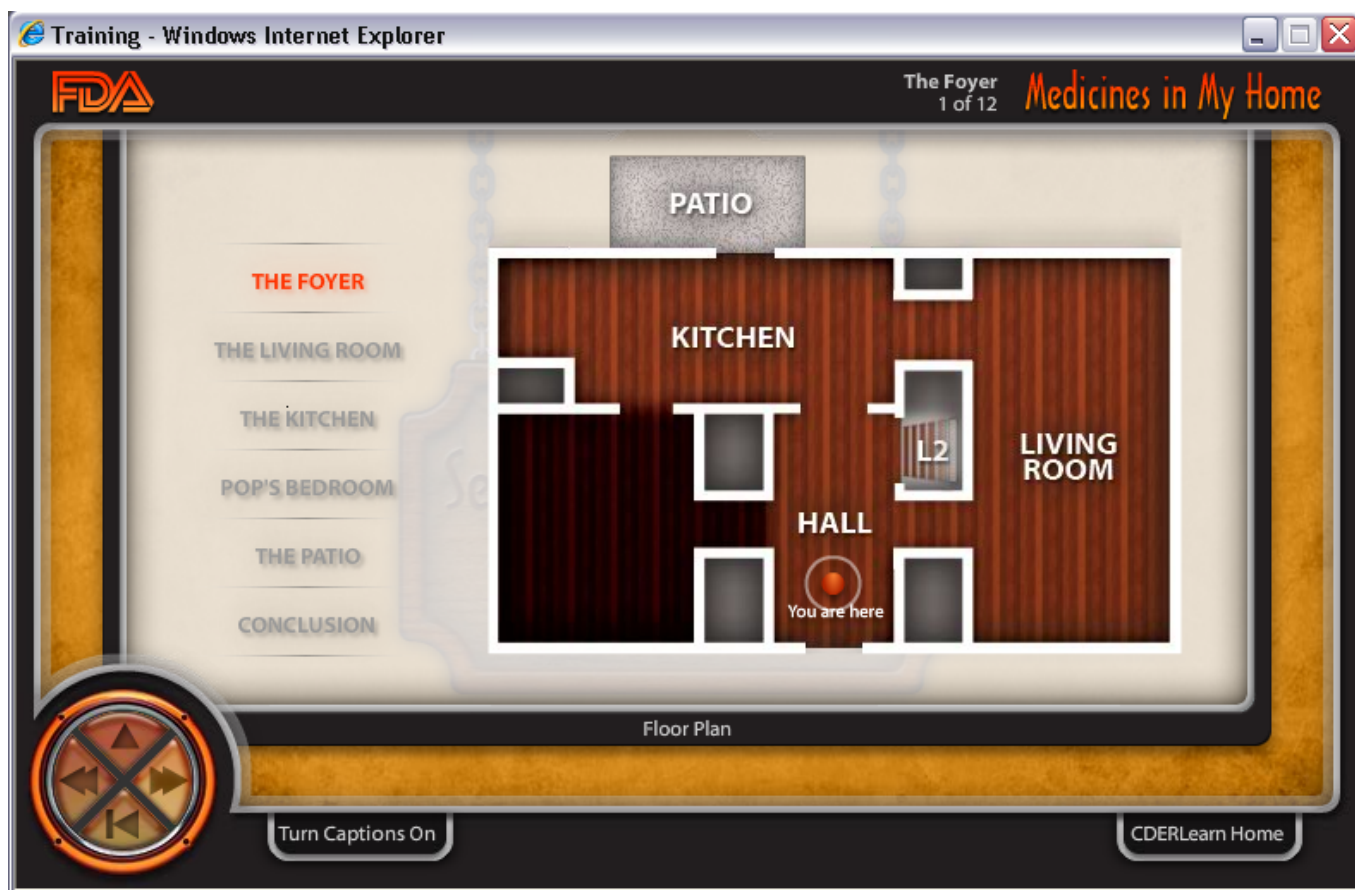 Training - Windows Internet Explorer
FDA
The Foyer
1 of 12
Medicines in My Home
THE FOYER
THE LIVING ROOM
THE KITCHEN
POP'S BEDROOM
THE PATIO
CONCLUSION
PATIO
KITCHEN
L2
LIVING
ROOM
HALL
You are here
Se
Floor Plan
Turn Captions On
CDERLearn Home